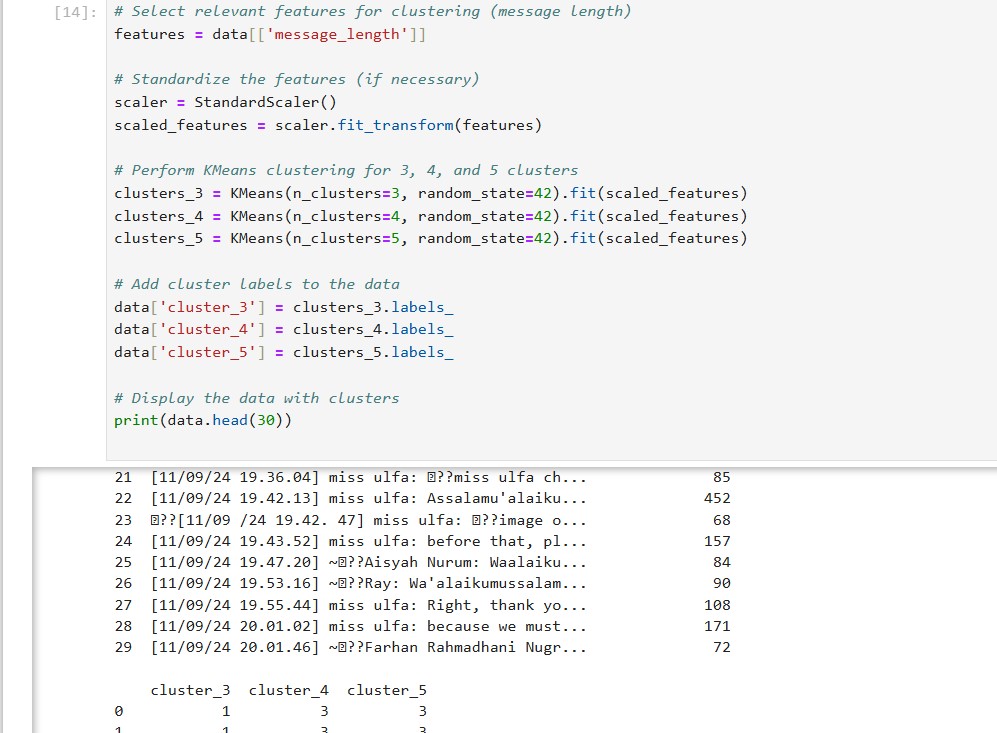 [14]: # Select relevant features for clustering (message length)
features = data[['message_length']]
# Standardize the features (if necessary)
scaler = StandardScaler()
scaled_features = scaler.fit_transform(features)
# Perform KMeans clustering for 3, 4, and 5 clusters
clusters_3 = KMeans(n_clusters=3, random_state=42).fit(scaled_features)
clusters_4 = KMeans(n_clusters=4, random_state=42).fit(scaled_features)
clusters_5 = KMeans(n_clusters=5, random_state=42).fit(scaled_features)
# Add cluster labels to the data
data['cluster_3'] = clusters_3.labels_
data['cluster_4'] = clusters_4.labels_
data['cluster_5'] = clusters_5.labels_
# Display the data with clusters
print(data.head(30))
21 [11/09/24 19.36.04] miss ulfa: �??miss ulfa ch... 85
22 [11/09/24 19.42.13] miss ulfa: Assalamu'alaiku... 452
23 �??[11/09 /24 19.42. 47] miss ulfa: �??image o... 68
24 [11/09/24 19.43.52] miss ulfa: before that, pl... 157
25 [11/09/24 19.47.20] ~�??Aisyah Nurum: Waalaiku... 84
26 [11/09/24 19.53.16] ~�??Ray: Wa'alaikumussalam... 90
27 [11/09/24 19.55.44] miss ulfa: Right, thank yo... 108
28 [11/09/24 20.01.02] miss ulfa: because we must... 171
29 [11/09/24 20.01.46] ~�??Farhan Rahmadhani Nugr... 72
cluster_3 cluster_4 cluster_5
0 1 3 3
1 1 3 3